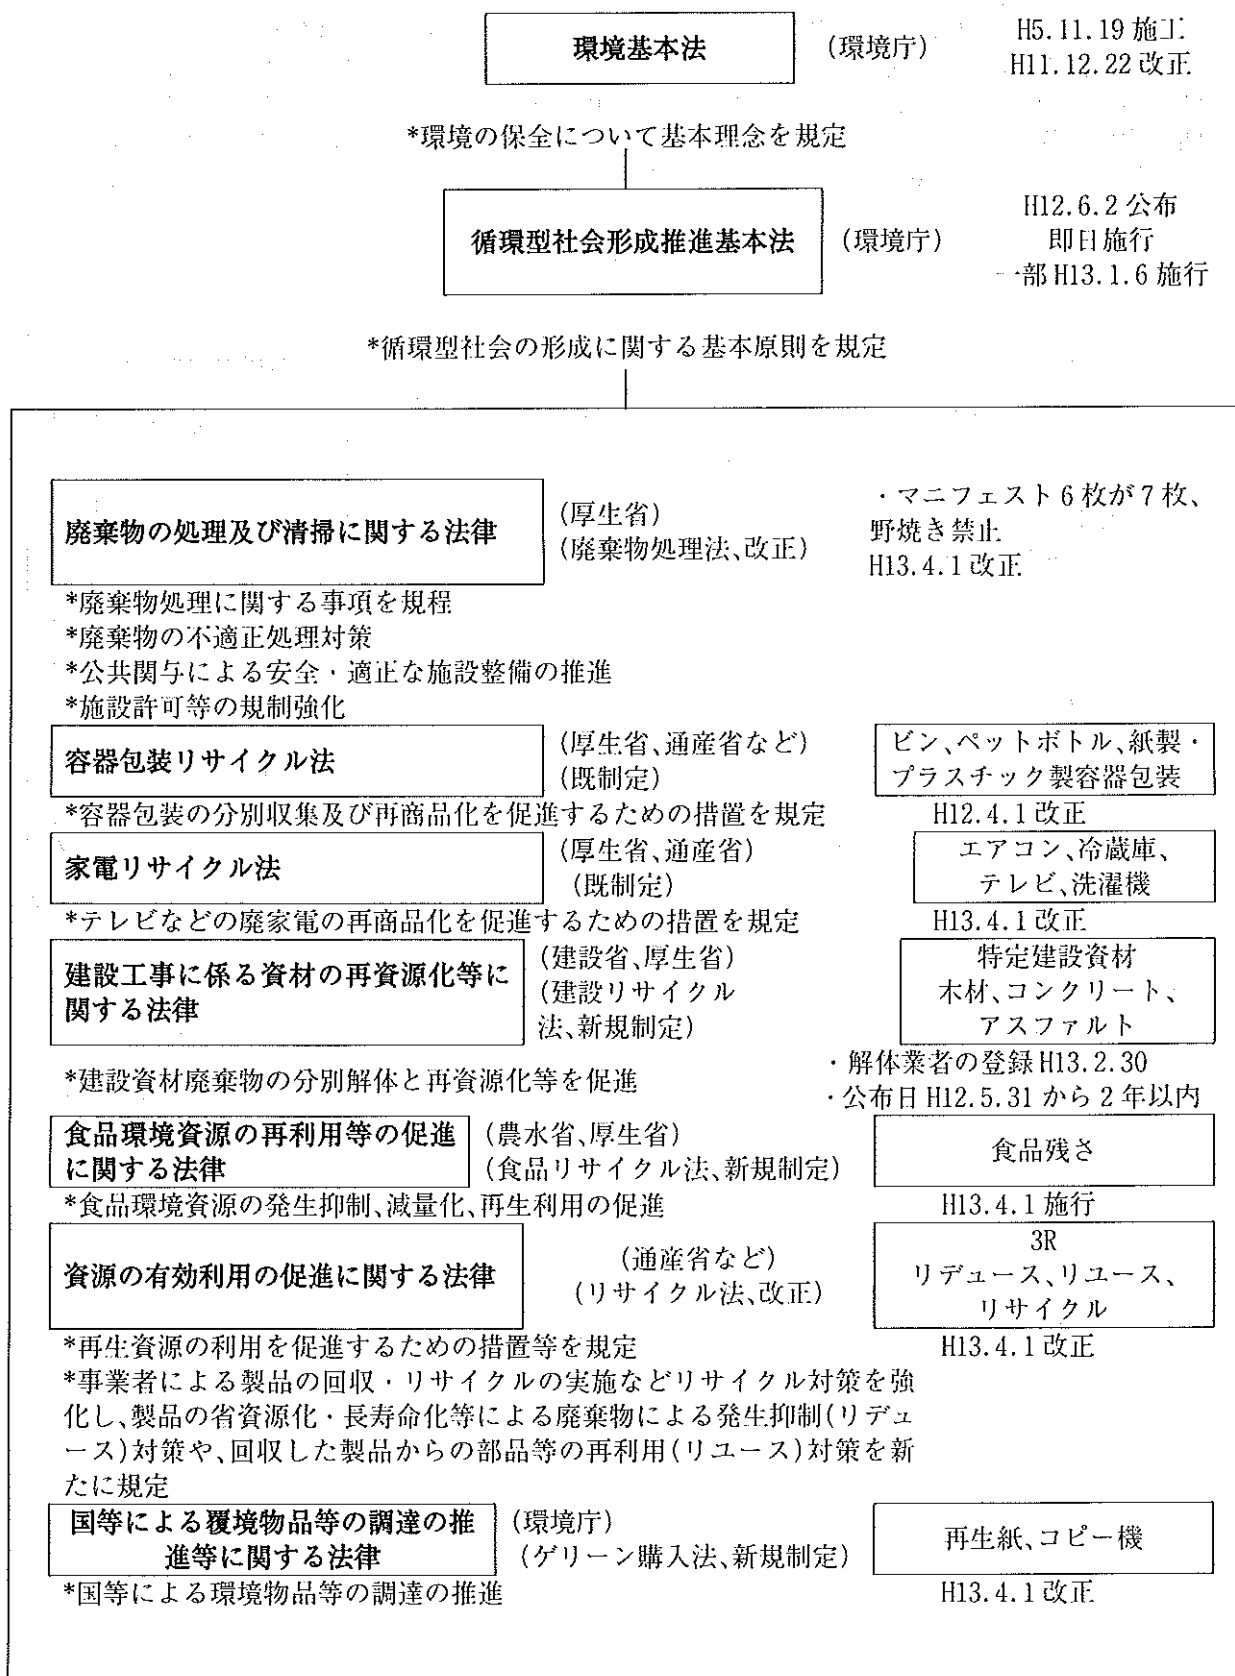 環境基本法 (環境庁) H5.11.19 施工
H11.12.22 改正
*環境の保全について基本理念を規定
循環型社会形成推進基本法 (環境庁) H12.6.2 公布
即日施行
一部 H13.1.6 施行
*循環型社会の形成に関する基本原則を規定
廃棄物の処理及び清掃に関する法律
(厚生省)
(廃棄物処理法、改正)
・マニフェスト6枚が7枚、
野焼き禁止
H13.4.1 改正
*廃棄物処理に関する事項を規程
*廃棄物の不適正処理対策
*公共関与による安全・適正な施設整備の推進
*施設許可等の規制強化
容器包装リサイクル法
(厚生省、通産省など)
(既制定)
ビン、ペットボトル、紙製・
プラスチック製容器包装
*容器包装の分別収集及び再商品化を促進するための措置を規定
H12.4.1 改正
家電リサイクル法
(厚生省、通産省)
(既制定)
エアコン、冷蔵庫、
テレビ、洗濯機
*テレビなどの廃家電の再商品化を促進するための措置を規定
H13.4.1 改正
建設工事に係る資材の再資源化等に
関する法律
(建設省、厚生省)
(建設リサイクル
法、新規制定)
特定建設資材
木材、コンクリート、
アスファルト
*建設資材廃棄物の分別解体と再資源化等を促進
・解体業者の登録 H13.2.30
・公布日 H12.5.31 から2年以内
食品環境資源の再利用等の促進
に関する法律
(農水省、厚生省)
(食品リサイクル法、新規制定)
食品残さ
*食品環境資源の発生抑制、減量化、再生利用の促進
H13.4.1 施行
資源の有効利用の促進に関する法律
(通産省など)
(リサイクル法、改正)
3R
リデュース、リユース、
リサイクル
*再生資源の利用を促進するための措置等を規定
H13.4.1 改正
*事業者による製品の回収・リサイクルの実施などリサイクル対策を強
化し、製品の省資源化・長寿命化等による廃棄物による発生抑制(リデュ
ース)対策や、回収した製品からの部品等の再利用(リユース)対策を新
たに規定
国等による覆境物品等の調達の推
進等に関する法律
(環境庁)
(ゲリーン購入法、新規制定)
再生紙、コピー機
*国等による環境物品等の調達の推進
H13.4.1 改正